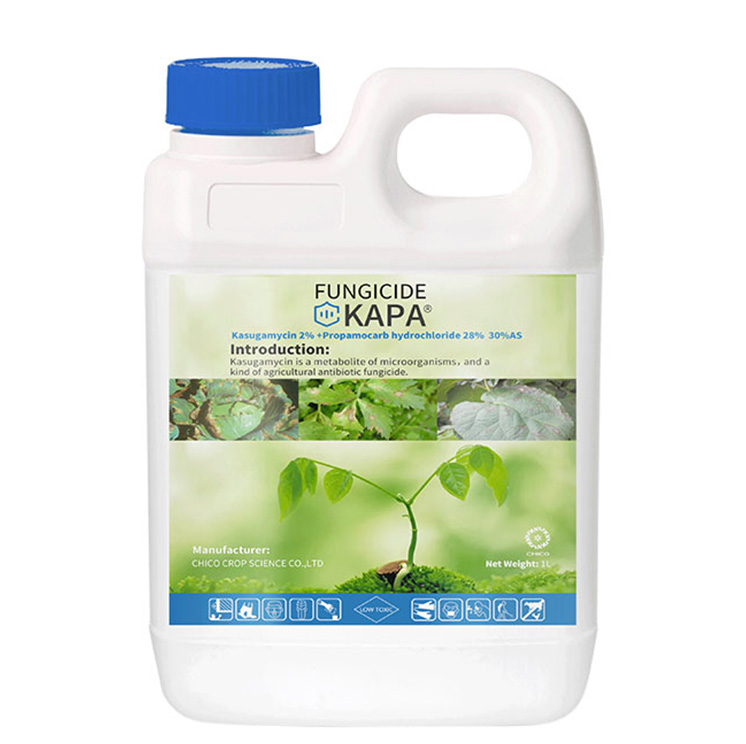 FUNGICIDE
KAPA®
Kasugamycin 2% +Propamocarb hydrochloride 28%  30%AS
Introduction:
Kasugamycin is a metabolite of microorganisms, and a
kind of agricultural antibiotic fungicide.
CHICO
Manufacturer:
CHICO CROP SCIENCE CO.,LTD
Net Weight: 1L
LOW TOXIC